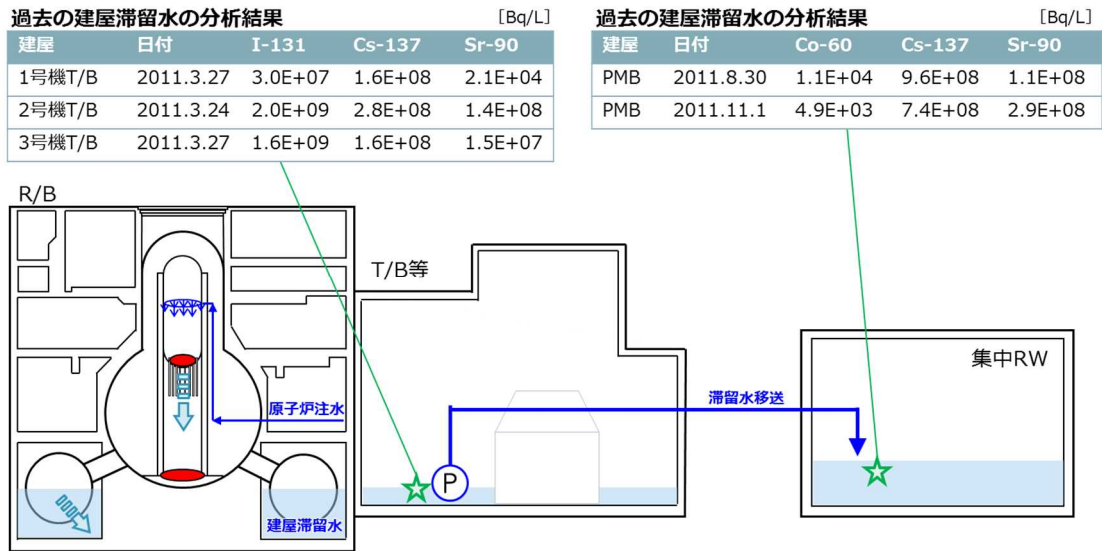 過去の建屋滞留水の分析結果 [Bq/L]
建屋 日付 I-131 Cs-137 Sr-90
1号機T/B 2011.3.27 3.0E+07 1.6E+08 2.1E+04
2号機T/B 2011.3.24 2.0E+09 2.8E+08 1.4E+08
3号機T/B 2011.3.27 1.6E+09 1.6E+08 1.5E+07
過去の建屋滞留水の分析結果 [Bq/L]
建屋 日付 Co-60 Cs-137 Sr-90
PMB 2011.8.30 1.1E+04 9.6E+08 1.1E+08
PMB 2011.11.1 4.9E+03 7.4E+08 2.9E+08
R/B
T/B等
集中RW
原子炉注水
滞留水移送
P
建屋滞留水